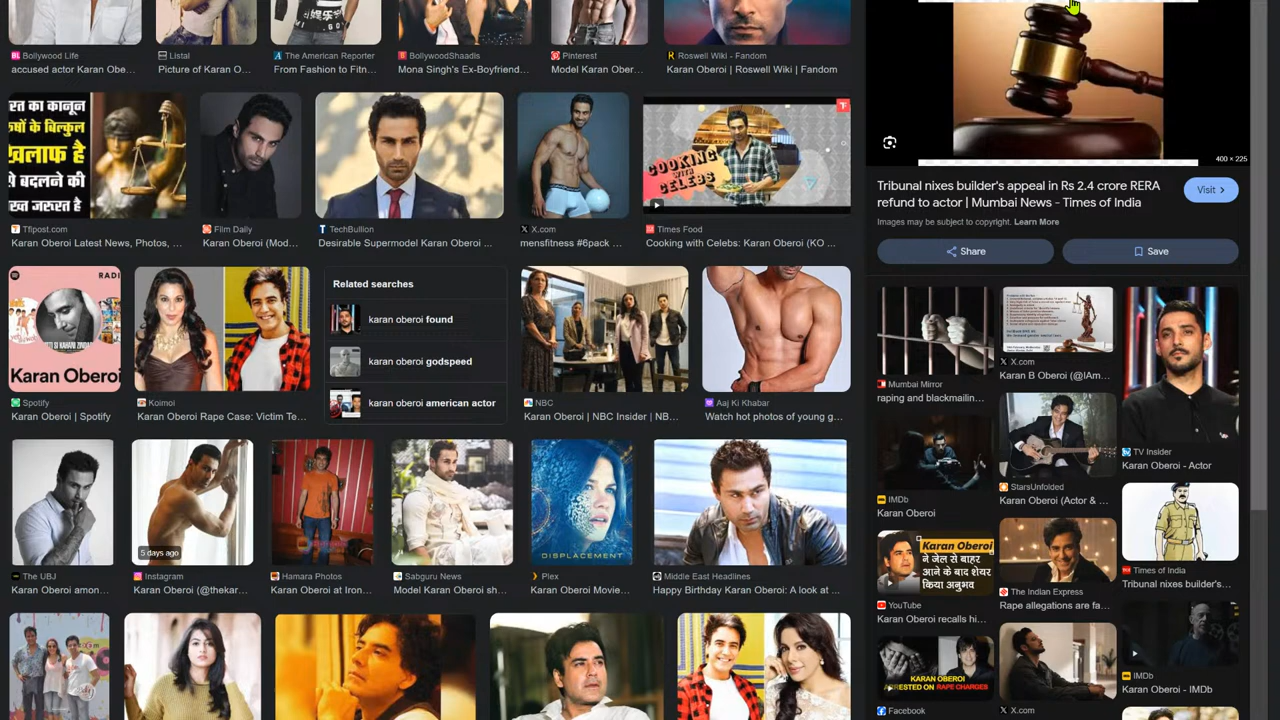 Bollywood Life
accused actor Karan Obe...
Listal
Picture of Karan O...
The American Reporter
From Fashion to Fitn...
BollywoodShaadis
Mona Singh's Ex-Boyfriend...
Pinterest
Model Karan Ober...
Roswell Wiki - Fandom
Karan Oberoi | Roswell Wiki | Fandom
रत का कानून
षों के बिल्कुल
खलाफ है
से बदलने की
ख्त जरूरत है
Tfipost.com
Karan Oberoi Latest News, Photos, ...
Flim Daily
Karan Oberoi (Mod...
TechBullion
Desirable Supermodel Karan Oberoi ...
X.com
mensfitness #6pack ...
COOKING
WITH
CELEBS
Times Food
Cooking with Celebs: Karan Oberoi (KO ...
RADI
Karan Oberoi
Spotify
Karan Oberoi | Spotify
Koimoi
Karan Oberoi Rape Case: Victim Te...
Related searches
karan oberoi found
karan oberoi godspeed
karan oberoi american actor
NBC
Karan Oberoi | NBC Insider | NB...
Aaj Ki Khabar
Watch hot photos of young g...
The UBJ
Karan Oberoi amon...
5 days ago
Instagram
Karan Oberoi (@thekar...
Hamara Photos
Karan Oberoi at Iron...
Sabguru News
Model Karan Oberoi sh...
DISPLACEMENT
Plex
Karan Oberoi Movie...
Middle East Headlines
Happy Birthday Karan Oberoi: A look at ...
400 × 225
Tribunal nixes builder's appeal in Rs 2.4 crore RERA
refund to actor | Mumbai News - Times of India
Visit
Images may be subject to copyright. Learn More
Share
Save
Mumbai Mirror
raping and blackmailin...
X.com
Karan B Oberoi (@IAm...
TV Insider
Karan Oberoi - Actor
IMDb
Karan Oberoi
StarsUnfolded
Karan Oberoi (Actor & ...
Times of India
Tribunal nixes builder's...
Karan Oberoi
ने जेल से बाहर
आने के बाद शेयर
किया अनुभव
YouTube
Karan Oberoi recalls hi...
The Indian Express
Rape allegations are fa...
IMDb
Karan Oberoi - IMDb
KARAN OBEROI
ARRESTED ON RAPE CHARGES
Facebook
X.com